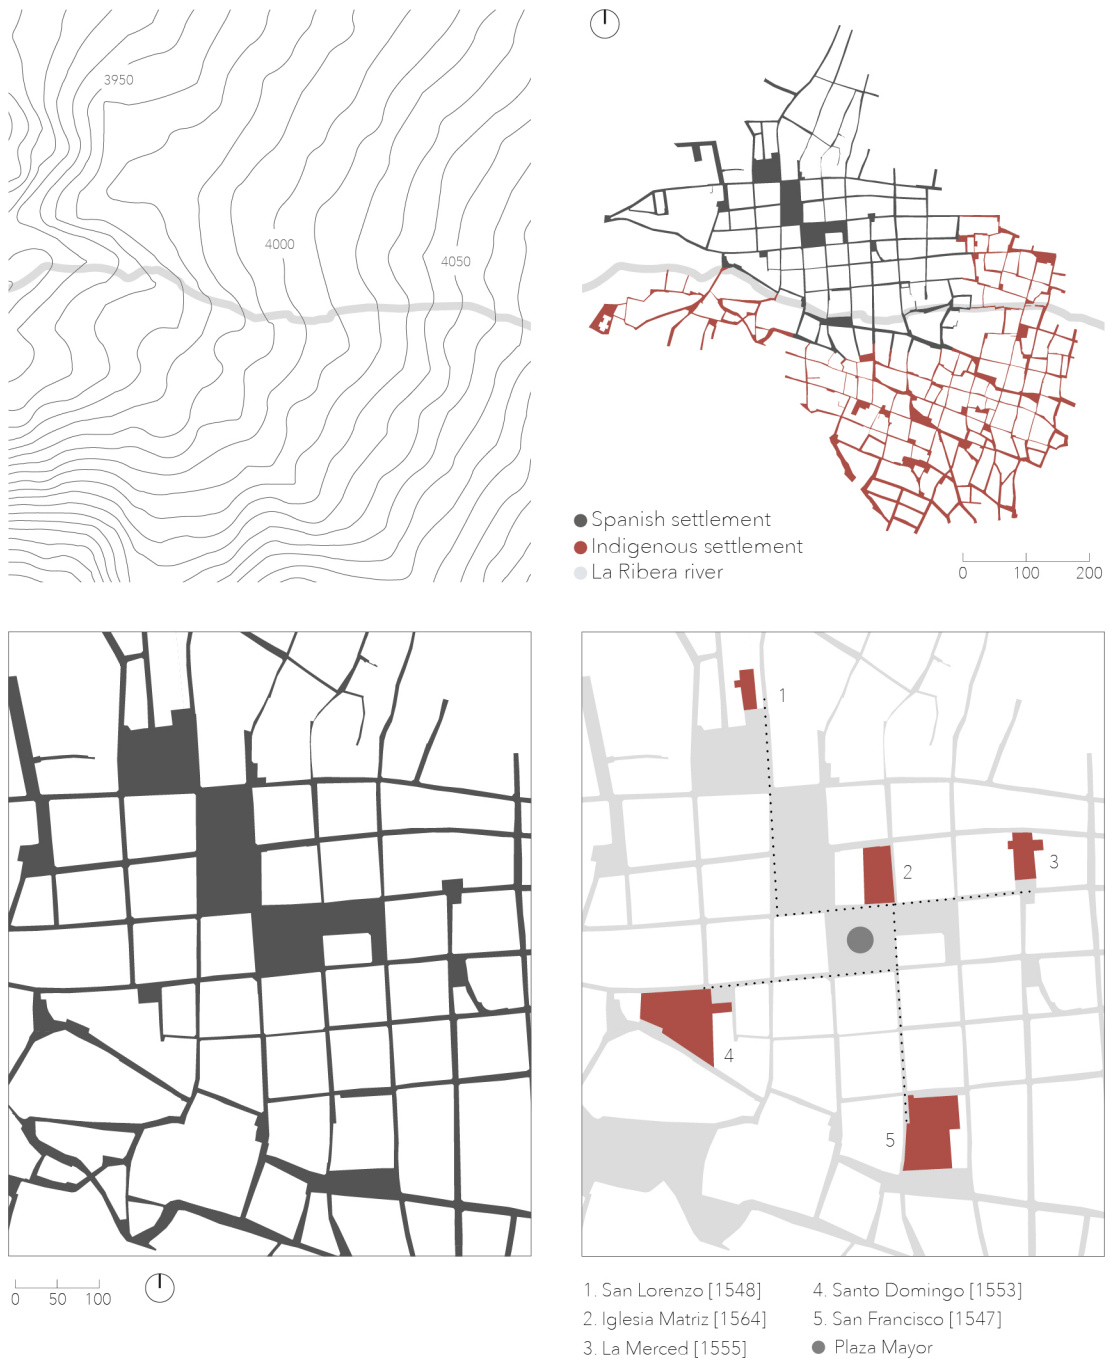 3950
4000
4050
Spanish settlement
Indigenous settlement
La Ribera river
0 100 200
1
2
3
4
5
0 50 100
1. San Lorenzo [1548]
2. Iglesia Matriz [1564]
3. La Merced [1555]
4. Santo Domingo [1553]
5. San Francisco [1547]
Plaza Mayor